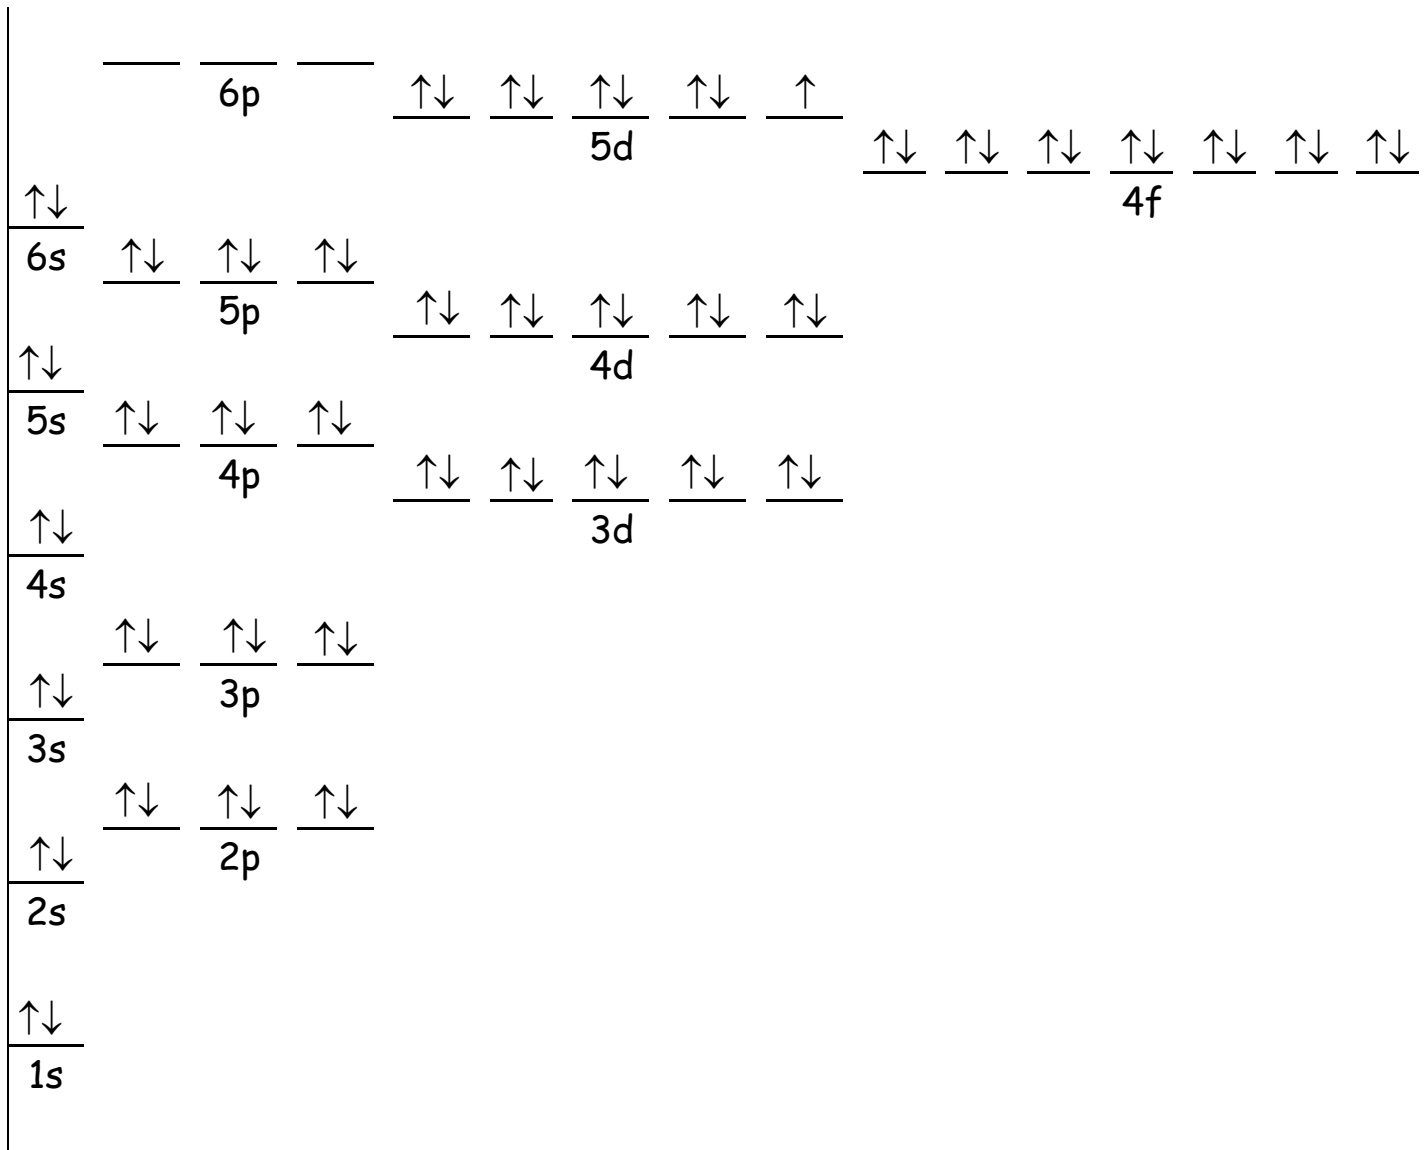 6p
↑↓ ↑↓ ↑↓ ↑↓ ↑
5d
↑↓ ↑↓ ↑↓ ↑↓ ↑↓ ↑↓ ↑↓
4f
↑↓
6s
↑↓ ↑↓ ↑↓
5p
↑↓ ↑↓ ↑↓ ↑↓ ↑↓
4d
↑↓
5s
↑↓ ↑↓ ↑↓
4p
↑↓ ↑↓ ↑↓ ↑↓ ↑↓
3d
↑↓
4s
↑↓ ↑↓ ↑↓
3p
↑↓
3s
↑↓ ↑↓ ↑↓
2p
↑↓
2s
↑↓
1s